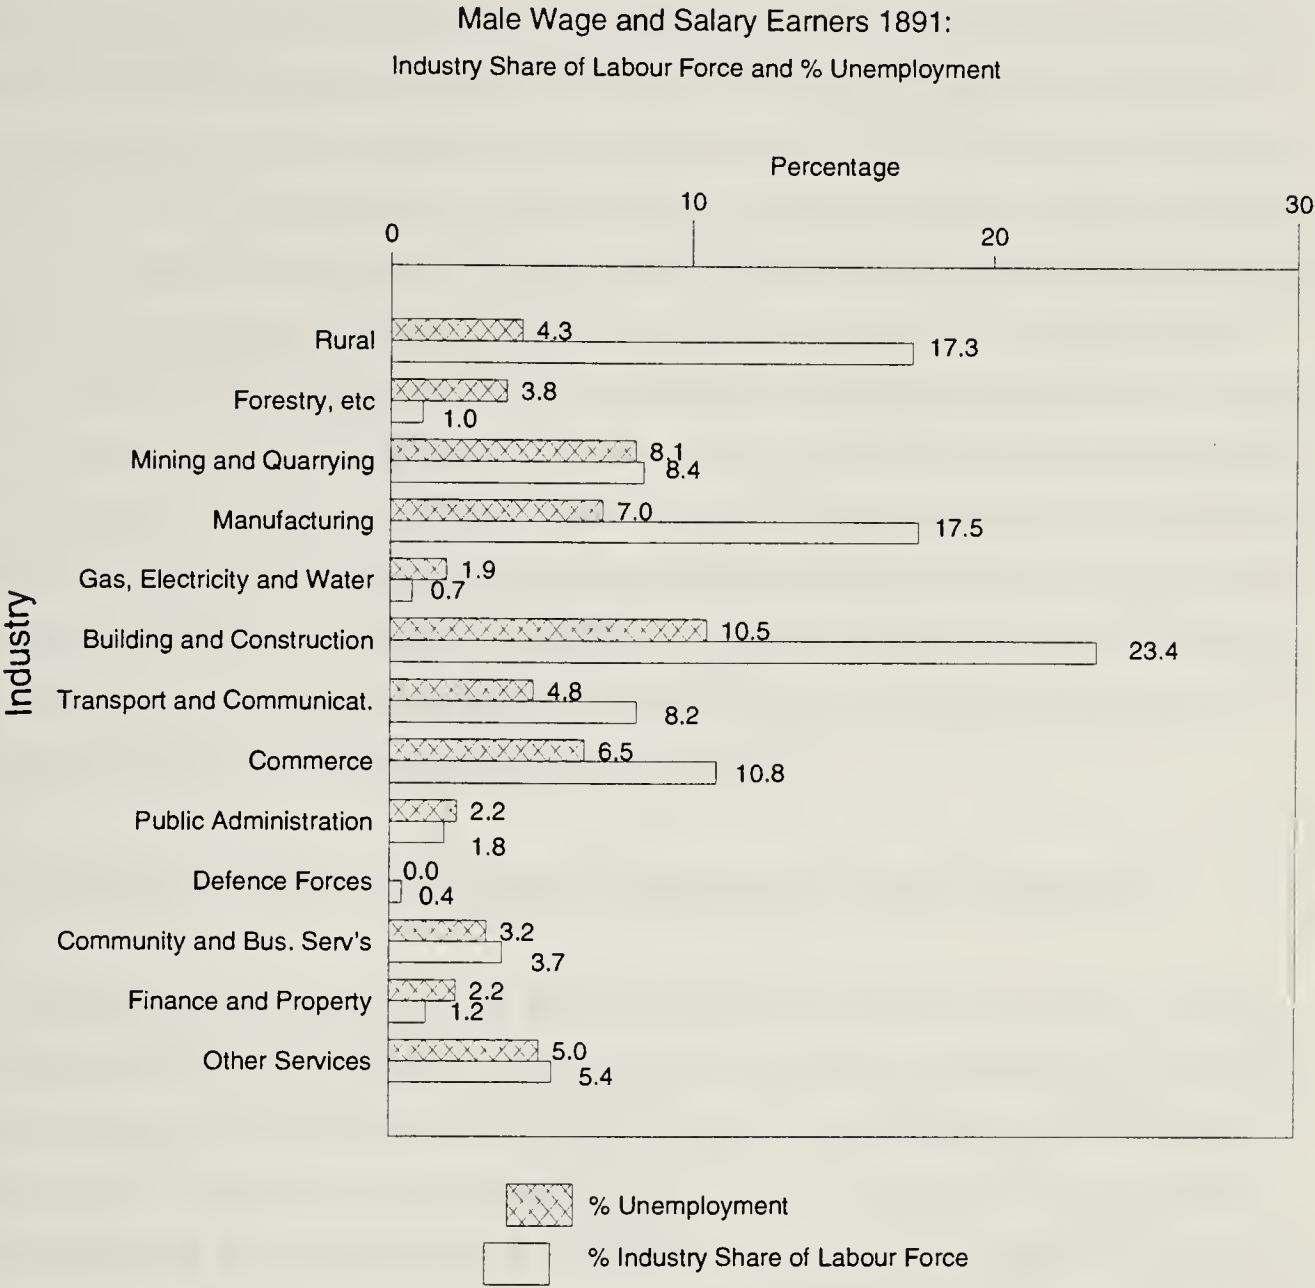 Male Wage and Salary Earners 1891:
Industry Share of Labour Force and % Unemployment
Percentage
0 10 20 30
Industry
Rural 4.3 17.3
Forestry, etc 3.8 1.0
Mining and Quarrying 8.1 8.4
Manufacturing 7.0 17.5
Gas, Electricity and Water 1.9 0.7
Building and Construction 10.5 23.4
Transport and Communicat. 4.8 8.2
Commerce 6.5 10.8
Public Administration 2.2 1.8
Defence Forces 0.0 0.4
Community and Bus. Serv's 3.2 3.7
Finance and Property 2.2 1.2
Other Services 5.0 5.4
% Unemployment
% Industry Share of Labour Force